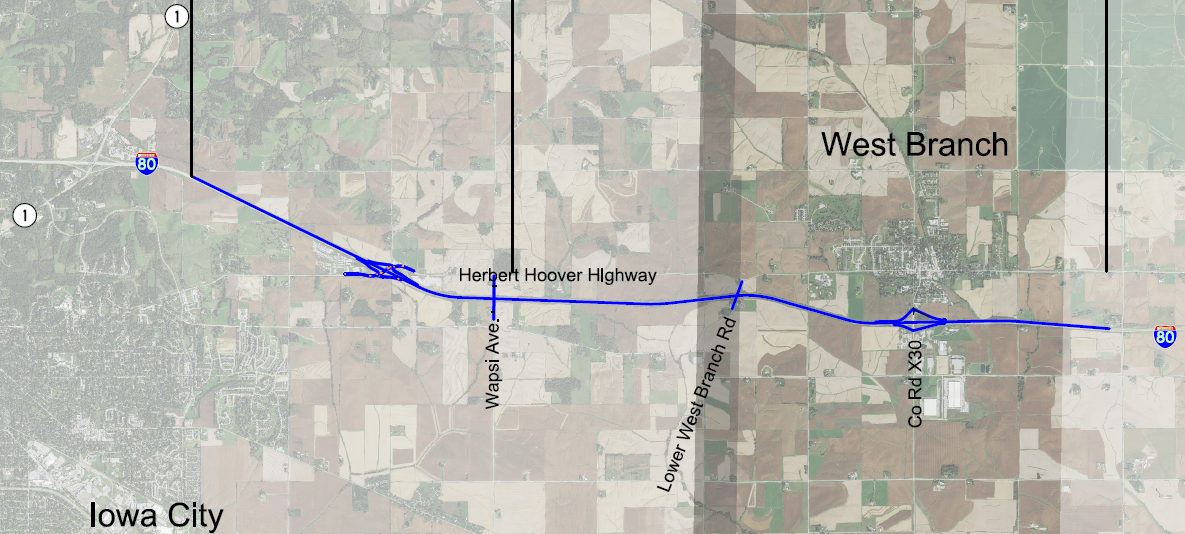 1
West Branch
80
1
Herbert Hoover HIghway
80
Wapsi Ave.
Lower West Branch Rd
Co Rd X30
Iowa City